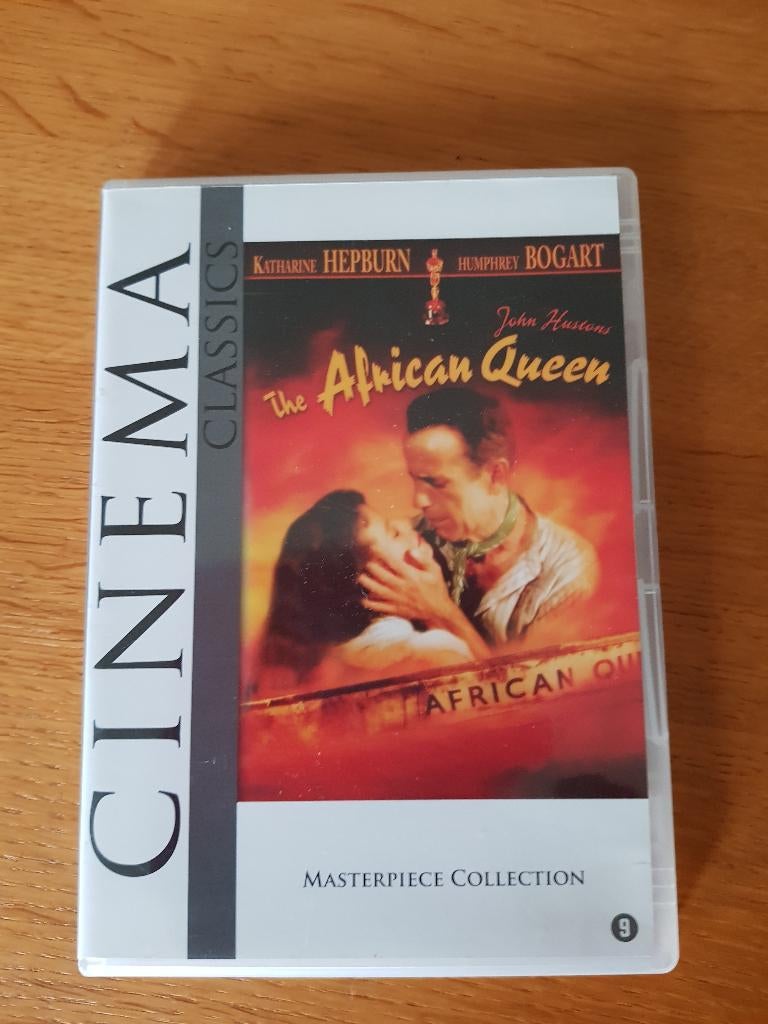 CINEMA
CLASSICS
KATHARINE HEPBURN HUMPHREY BOGART
John Hustons
The African Queen
AFRICAN QU
MASTERPIECE COLLECTION
9